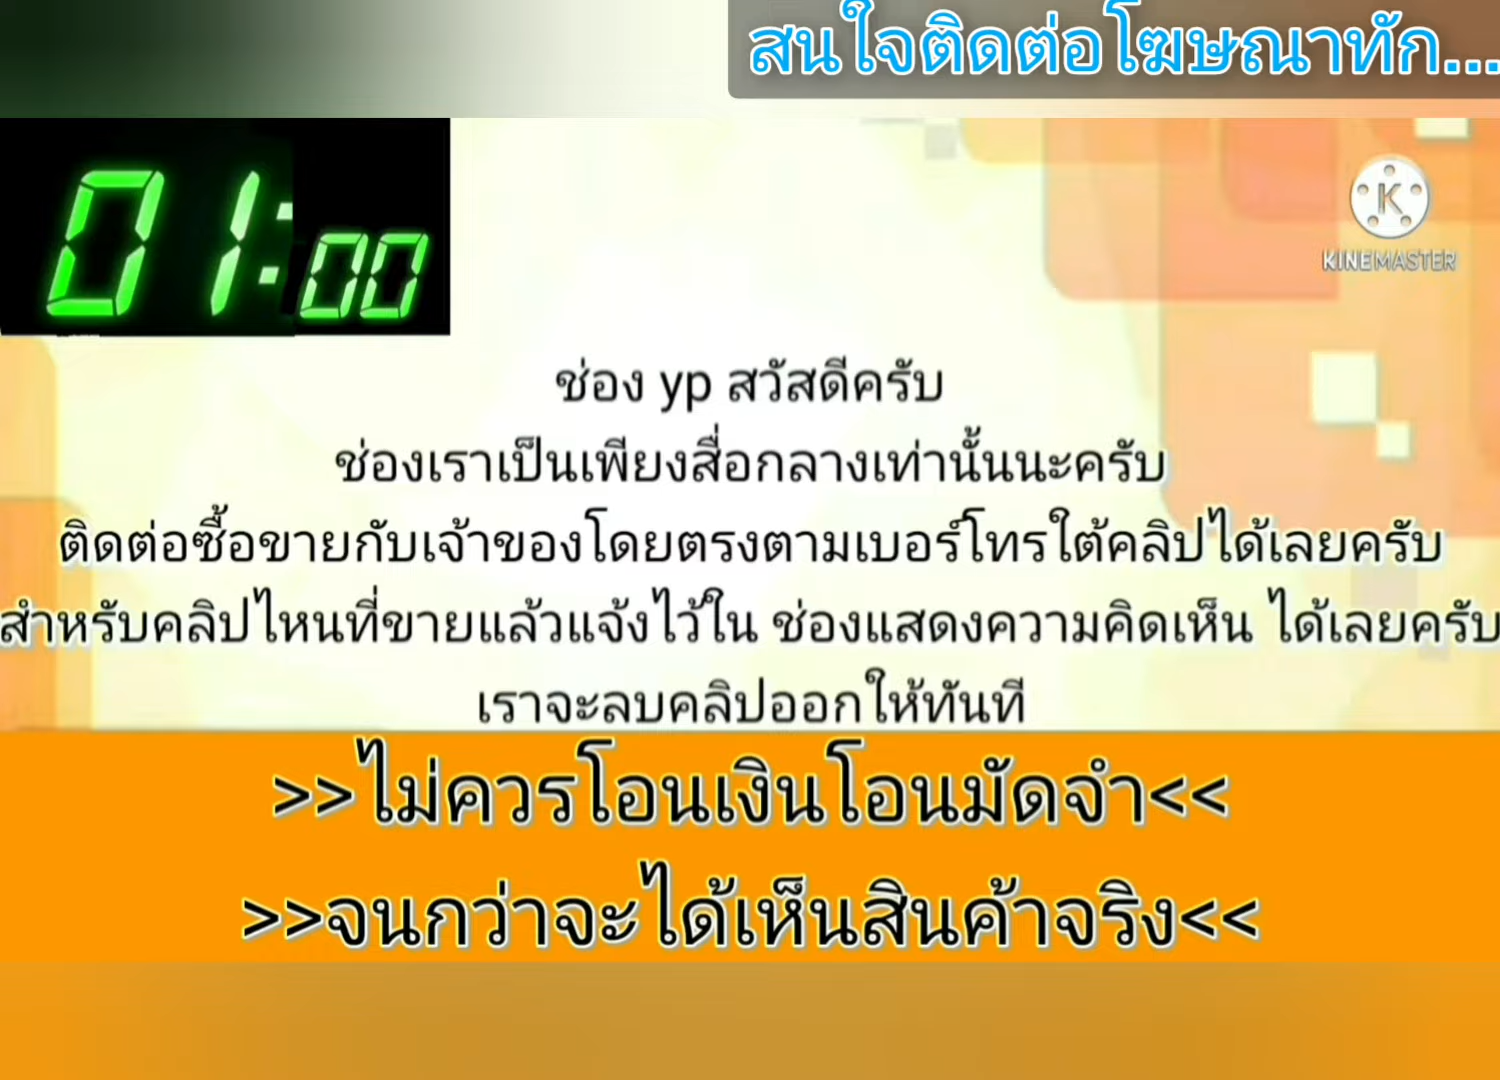 สนใจติดต่อโฆษณาทัก...
01:00
KINEMASTER
ช่อง yp สวัสดีครับ
ช่องเราเป็นเพียงสื่อกลางเท่านั้นนะครับ
ติดต่อซื้อขายกับเจ้าของโดยตรงตามเบอร์โทรใต้คลิปได้เลยครับ
สำหรับคลิปไหนที่ขายแล้วแจ้งไว้ใน ช่องแสดงความคิดเห็น ได้เลยครับ
เราจะลบคลิปออกให้ทันที
>>ไม่ควรโอนเงินโอนมัดจำ<<
>>จนกว่าจะได้เห็นสินค้าจริง<<